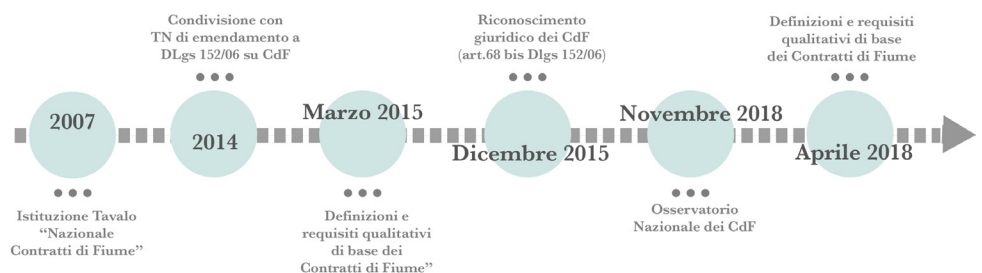 2007
Istituzione Tavalo
“Nazionale
Contratti di Fiume”
Condivisione con
TN di emendamento a
DLgs 152/06 su CdF
2014
Marzo 2015
Definizioni e
requisiti qualitativi
di base dei
Contratti di Fiume”
Riconoscimento
giuridico dei CdF
(art.68 bis Dlgs 152/06)
Dicembre 2015
Novembre 2018
Osservatorio
Nazionale dei CdF
Definizioni e requisiti
qualitativi di base
dei Contratti di Fiume
Aprile 2018